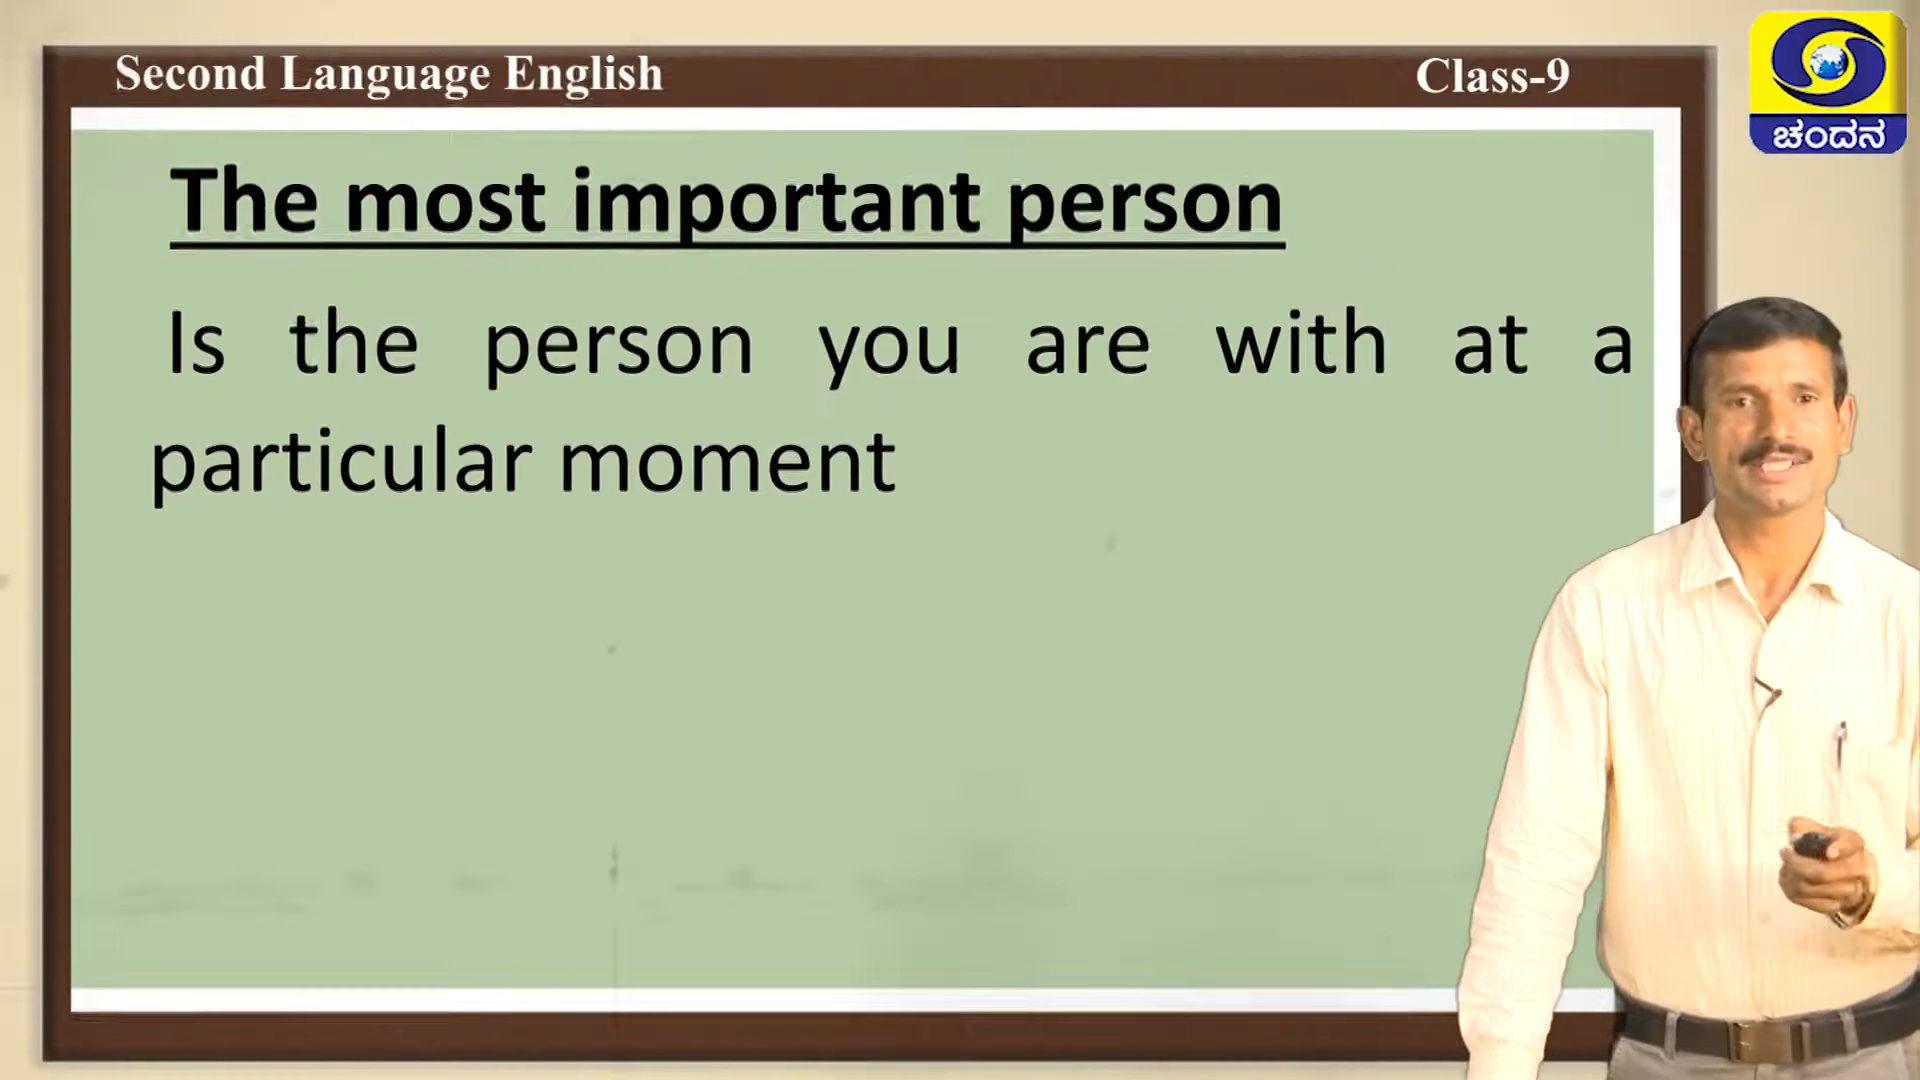 Second Language English
Class-9
ಚಂದನ
The most important person
Is the person you are with at a
particular moment